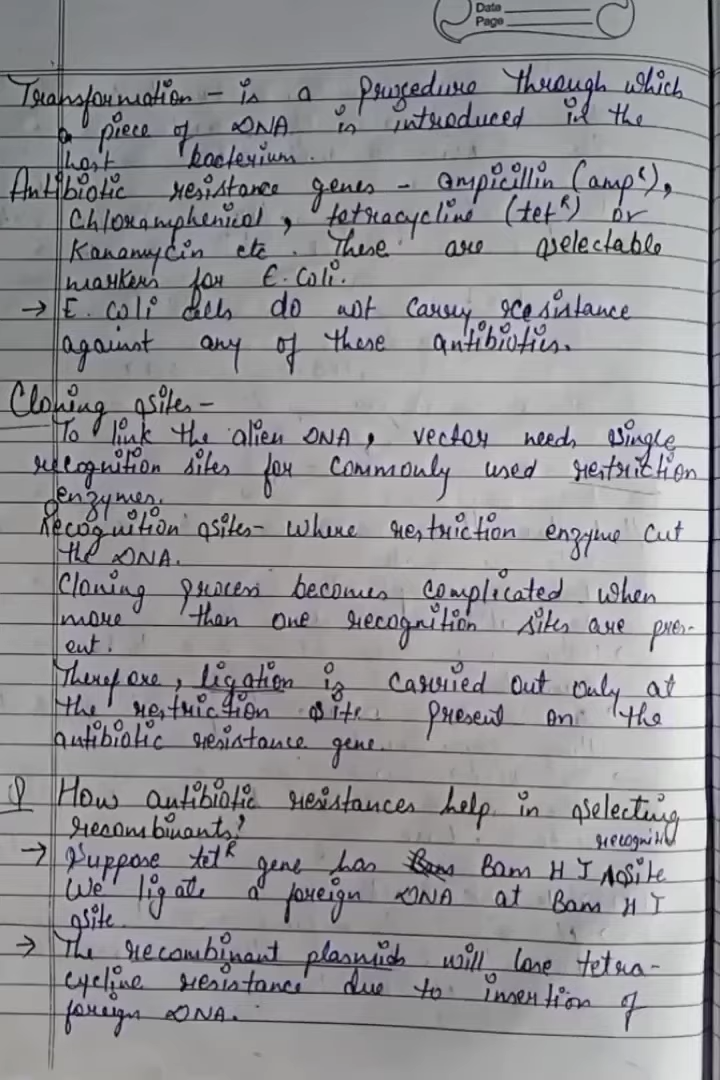 Date
Page
Transformation - is a procedure through which
a piece of DNA is introduced in the
host bacterium.
Antibiotic resistance genes - ampicillin (ampʳ),
Chloramphenical, tetracycline (tetᴿ) or
Kanamycin etc. These are selectable
markers for E. Coli.
→ E. coli cells do not carry resistance
against any of these antibiotics.
Cloning sites -
To link the alien DNA, vector needs single
recognition sites for commonly used restriction
enzymes.
Recognition sites - where restriction enzyme cut
the DNA.
Cloning process becomes complicated when
more than one recognition sites are pres-
ent.
Therefore, ligation is carried out only at
the restriction site present on the
antibiotic resistance gene.
Q How antibiotic resistances help in selecting
recombinants?
recognitn
→ Suppose tetᴿ gene has Bam H I site
We ligate a foreign DNA at Bam H I
site.
→ The recombinant plasmids will lose tetra-
cycline resistance due to insertion of
foreign DNA.